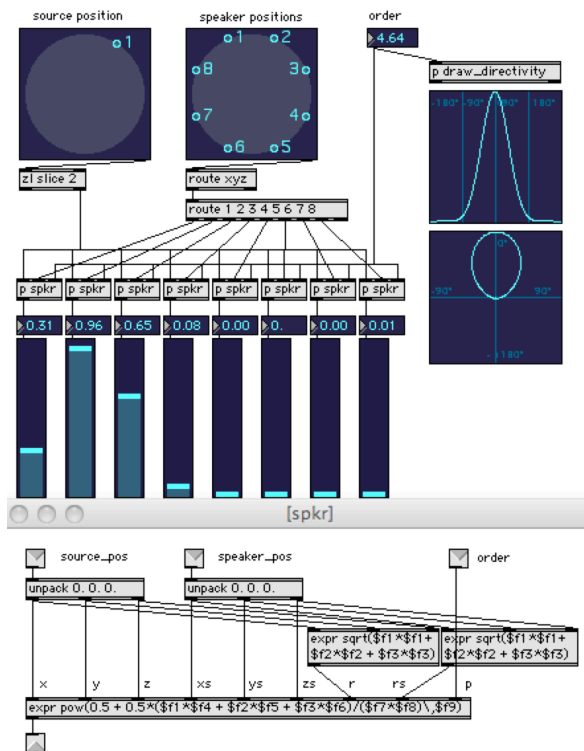 source position
speaker positions
order
1
1 2
8 3
7 4
6 5
4.64
p draw_directivity
-180° -90° 0° 90° 180°
zl slice 2
route xyz
route 1 2 3 4 5 6 7 8
0°
-90° 90°
-180°
p spkr p spkr p spkr p spkr p spkr p spkr p spkr p spkr
0.31 0.96 0.65 0.08 0.00 0. 0.00 0.01
[spkr]
source_pos
speaker_pos
order
unpack 0. 0. 0.
unpack 0. 0. 0.
expr sqrt($f1*$f1+
$f2*$f2 + $f3*$f3)
expr sqrt($f1*$f1+
$f2*$f2 + $f3*$f3)
x y z xs ys zs r rs p
expr pow(0.5 + 0.5*($f1*$f4 + $f2*$f5 + $f3*$f6)/($f7*$f8)\,$f9)